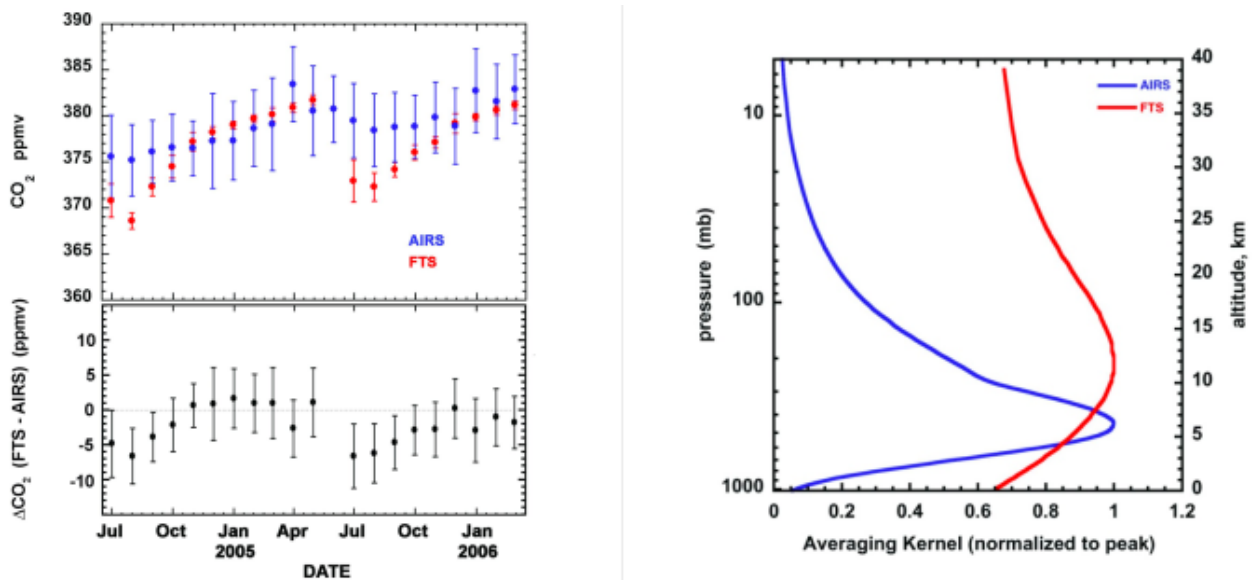 390
385
380
375
370
365
360
CO2 ppmv
AIRS
FTS
15
10
5
0
-5
-10
ΔCO2 (FTS - AIRS) (ppmv)
Jul Oct Jan Apr Jul Oct Jan
2005 2006
DATE
10
100
1000
pressure (mb)
AIRS
FTS
40
35
30
25
20
15
10
5
0
altitude, km
0 0.2 0.4 0.6 0.8 1 1.2
Averaging Kernel (normalized to peak)